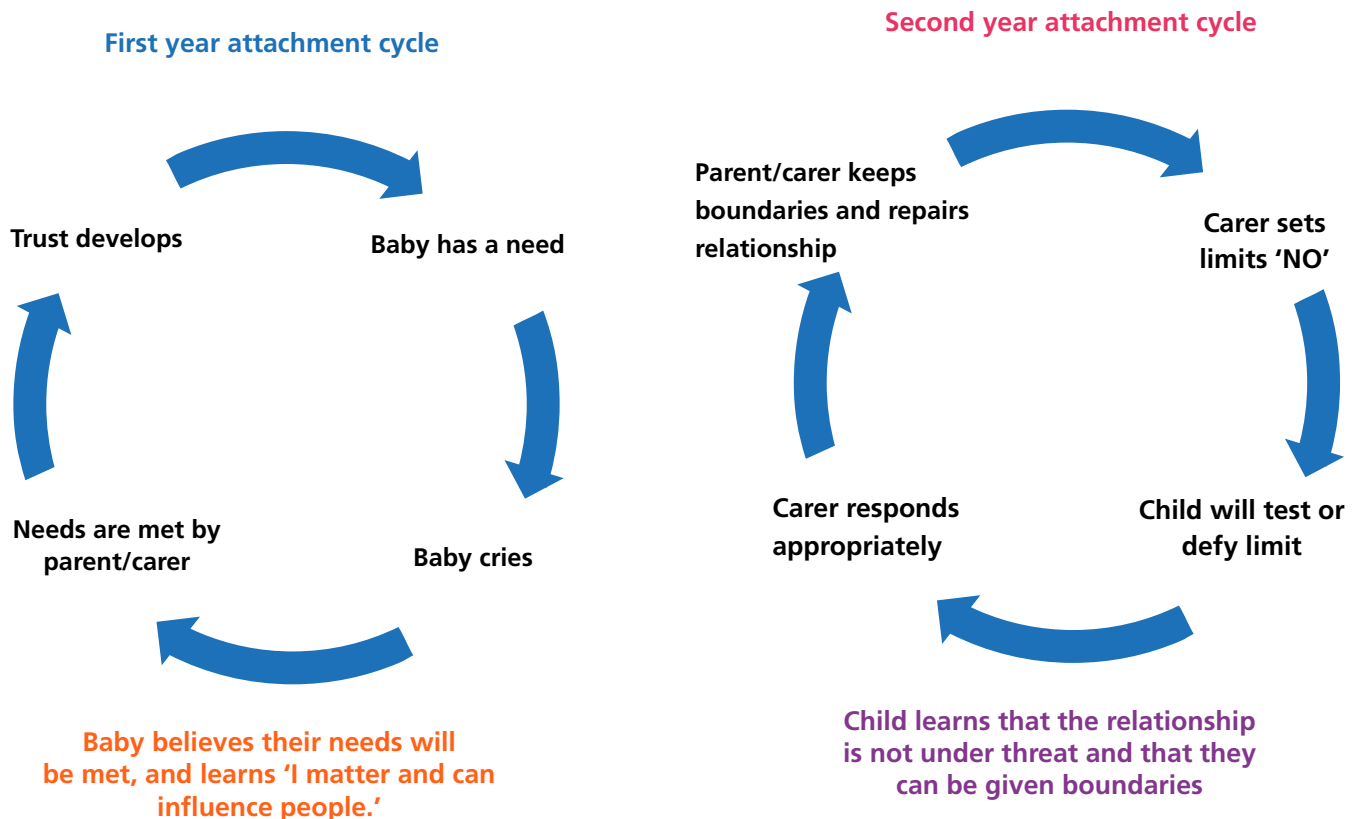 First year attachment cycle
Trust develops
Baby has a need
Needs are met by
parent/carer
Baby cries
Baby believes their needs will
be met, and learns ‘I matter and can
influence people.’
Second year attachment cycle
Parent/carer keeps
boundaries and repairs
relationship
Carer sets
limits ‘NO’
Carer responds
appropriately
Child will test or
defy limit
Child learns that the relationship
is not under threat and that they
can be given boundaries